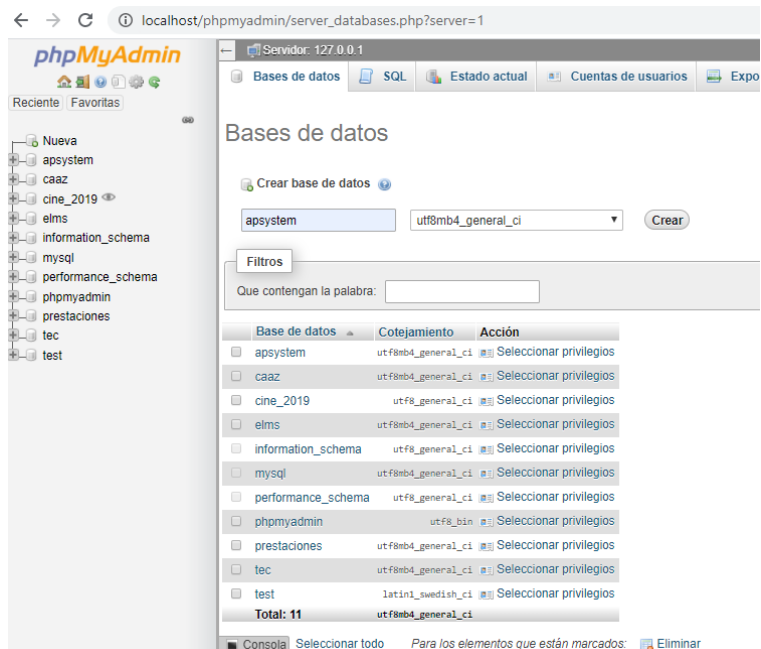 localhost/phpmyadmin/server_databases.php?server=1
phpMyAdmin
Reciente Favoritas
Nueva
apsystem
caaz
cine_2019
elms
information_schema
mysql
performance_schema
phpmyadmin
prestaciones
tec
test
Servidor: 127.0.0.1
Bases de datos SQL Estado actual Cuentas de usuarios Expo
Bases de datos
Crear base de datos
apsystem utf8mb4_general_ci Crear
Filtros
Que contengan la palabra:
Base de datos Cotejamiento Acción
apsystem utf8mb4_general_ci Seleccionar privilegios
caaz utf8mb4_general_ci Seleccionar privilegios
cine_2019 utf8_general_ci Seleccionar privilegios
elms utf8mb4_general_ci Seleccionar privilegios
information_schema utf8_general_ci Seleccionar privilegios
mysql utf8mb4_general_ci Seleccionar privilegios
performance_schema utf8_general_ci Seleccionar privilegios
phpmyadmin utf8_bin Seleccionar privilegios
prestaciones utf8mb4_general_ci Seleccionar privilegios
tec utf8mb4_general_ci Seleccionar privilegios
test latin1_swedish_ci Seleccionar privilegios
Total: 11 utf8mb4_general_ci
Consola Seleccionar todo Para los elementos que están marcados: Eliminar